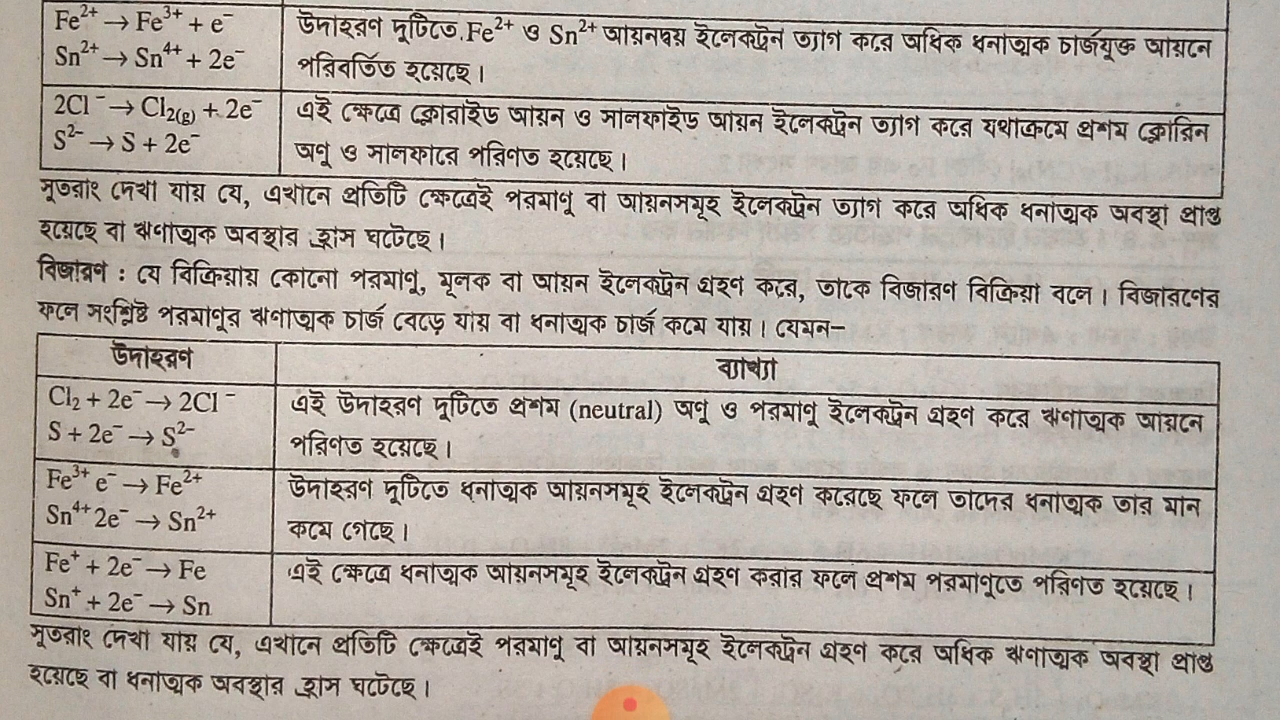 Fe²⁺ → Fe³⁺ + e⁻
Sn²⁺ → Sn⁴⁺ + 2e⁻
উদাহরণ দুটিতে Fe²⁺ ও Sn²⁺ আয়নদ্বয় ইলেকট্রন ত্যাগ করে অধিক ধনাত্মক চার্জযুক্ত আয়নে
পরিবর্তিত হয়েছে।
2Cl⁻ → Cl₂(g) + 2e⁻
S²⁻ → S + 2e⁻
এই ক্ষেত্রে ক্লোরাইড আয়ন ও সালফাইড আয়ন ইলেকট্রন ত্যাগ করে যথাক্রমে প্রশম ক্লোরিন
অণু ও সালফারে পরিণত হয়েছে।
সুতরাং দেখা যায় যে, এখানে প্রতিটি ক্ষেত্রেই পরমাণু বা আয়নসমূহ ইলেকট্রন ত্যাগ করে অধিক ধনাত্মক অবস্থা প্রাপ্ত
হয়েছে বা ঋণাত্মক অবস্থার হ্রাস ঘটেছে।
বিজারণ : যে বিক্রিয়ায় কোনো পরমাণু, মূলক বা আয়ন ইলেকট্রন গ্রহণ করে, তাকে বিজারণ বিক্রিয়া বলে। বিজারণের
ফলে সংশ্লিষ্ট পরমাণুর ঋণাত্মক চার্জ বেড়ে যায় বা ধনাত্মক চার্জ কমে যায়। যেমন–
উদাহরণ
ব্যাখ্যা
Cl₂ + 2e⁻ → 2Cl⁻
S + 2e⁻ → S²⁻
এই উদাহরণ দুটিতে প্রশম (neutral) অণু ও পরমাণু ইলেকট্রন গ্রহণ করে ঋণাত্মক আয়নে
পরিণত হয়েছে।
Fe³⁺ e⁻ → Fe²⁺
Sn⁴⁺ 2e⁻ → Sn²⁺
উদাহরণ দুটিতে ধনাত্মক আয়নসমূহ ইলেকট্রন গ্রহণ করেছে ফলে তাদের ধনাত্মক তার মান
কমে গেছে।
Fe⁺ + 2e⁻ → Fe
Sn⁺ + 2e⁻ → Sn
এই ক্ষেত্রে ধনাত্মক আয়নসমূহ ইলেকট্রন গ্রহণ করার ফলে প্রশম পরমাণুতে পরিণত হয়েছে।
সুতরাং দেখা যায় যে, এখানে প্রতিটি ক্ষেত্রেই পরমাণু বা আয়নসমূহ ইলেকট্রন গ্রহণ করে অধিক ঋণাত্মক অবস্থা প্রাপ্ত
হয়েছে বা ধনাত্মক অবস্থার হ্রাস ঘটেছে।